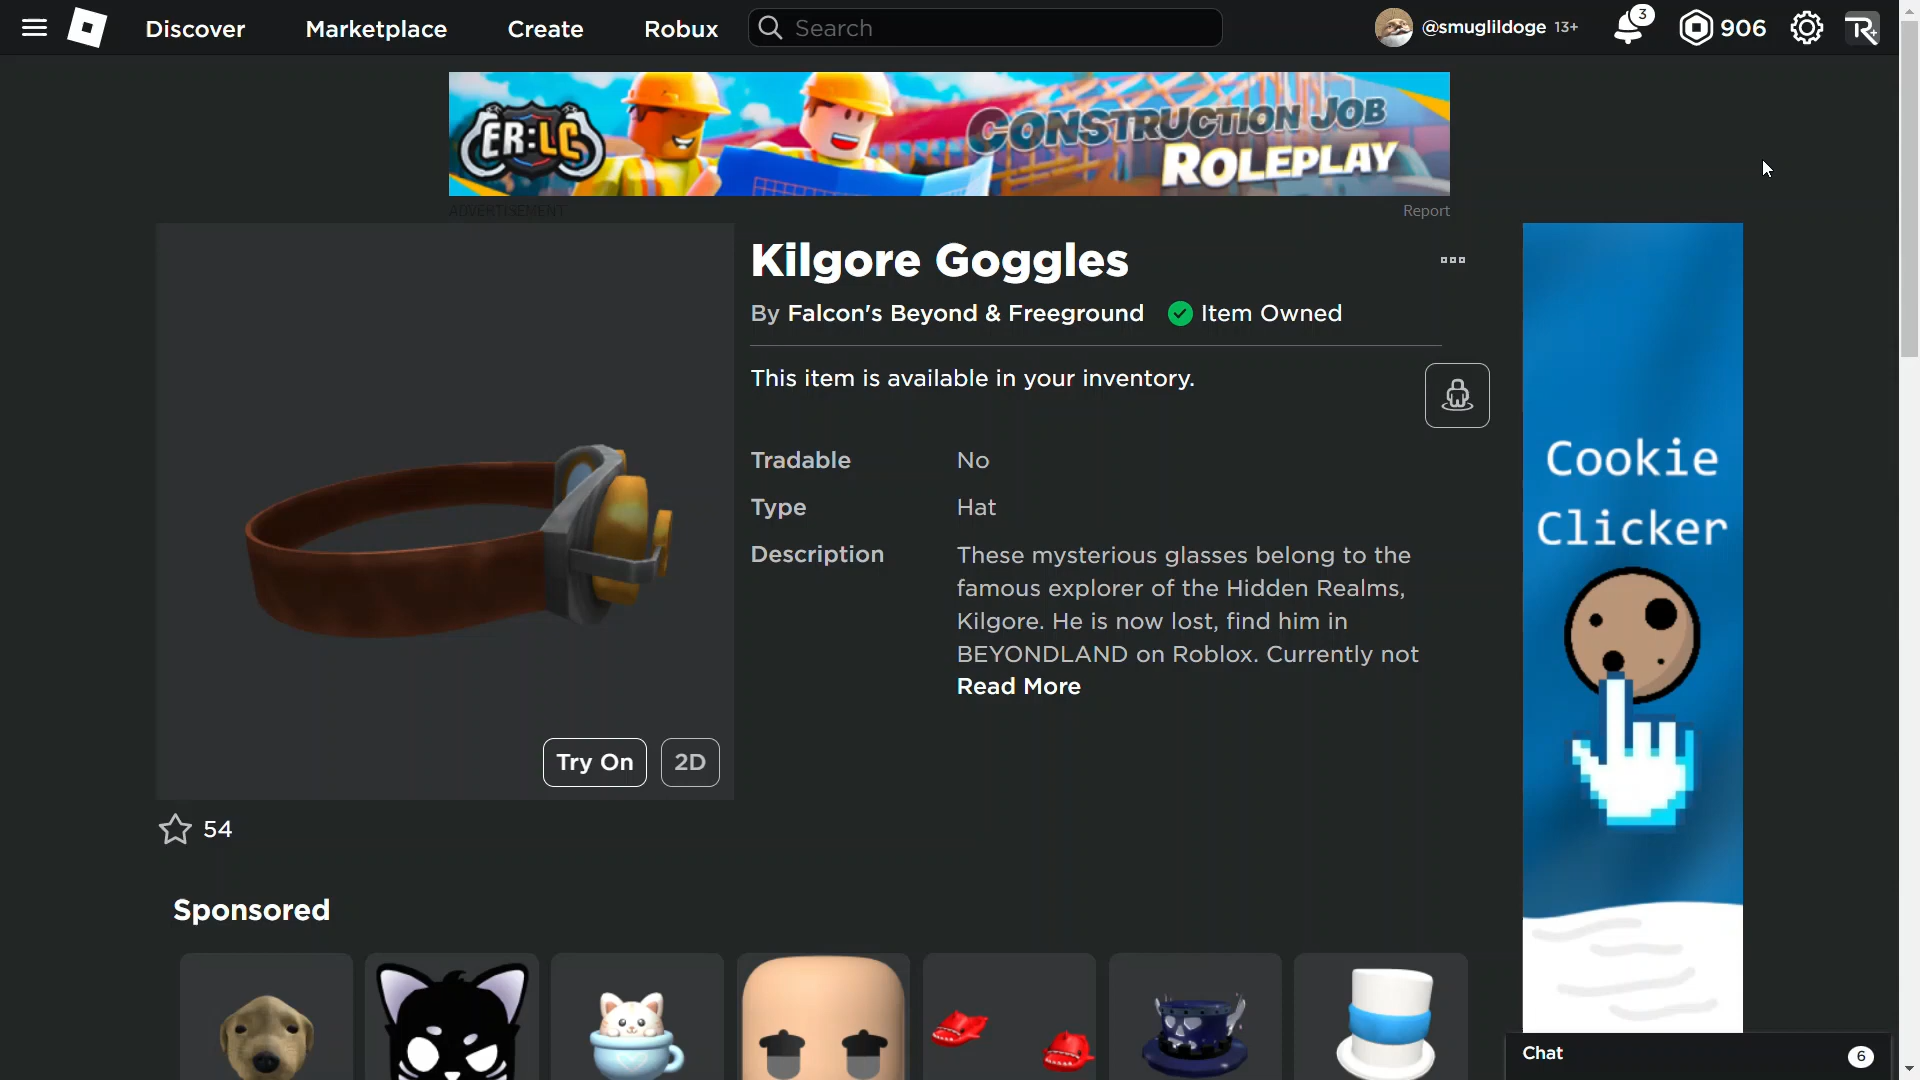 Discover Marketplace Create Robux Search @smuglildoge 13+ 3 906
ER:LC CONSTRUCTION JOB
ROLEPLAY
ADVERTISEMENT Report
Kilgore Goggles
By Falcon's Beyond & Freeground Item Owned
This item is available in your inventory.
Tradable No
Type Hat
Description These mysterious glasses belong to the
famous explorer of the Hidden Realms,
Kilgore. He is now lost, find him in
BEYONDLAND on Roblox. Currently not
Read More
Try On 2D
54
Cookie
Clicker
Sponsored
Chat 6